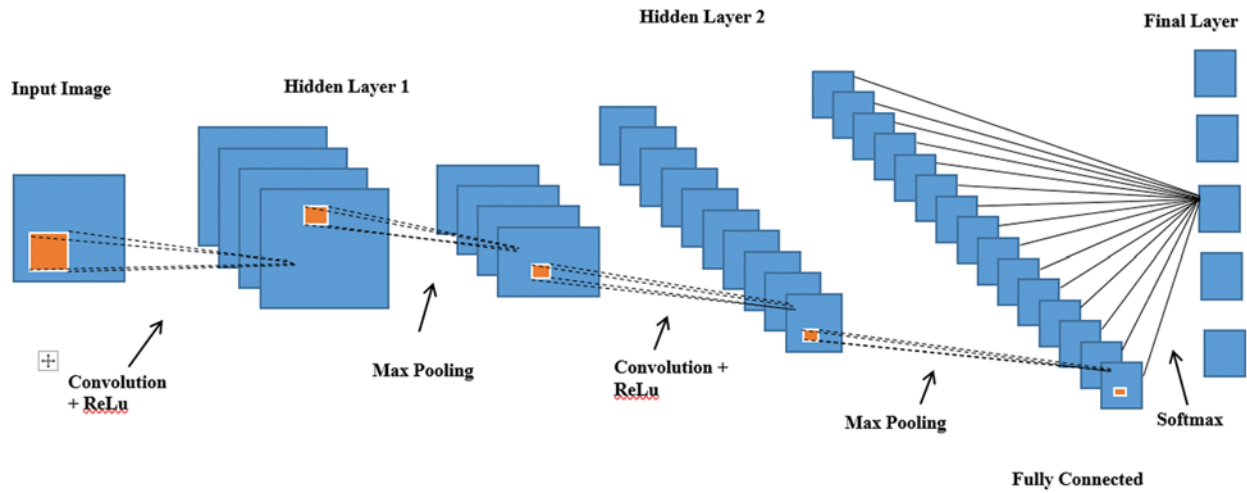 Hidden Layer 2
Final Layer
Input Image
Hidden Layer 1
Convolution
+ ReLu
Max Pooling
Convolution +
ReLu
Max Pooling
Softmax
Fully Connected